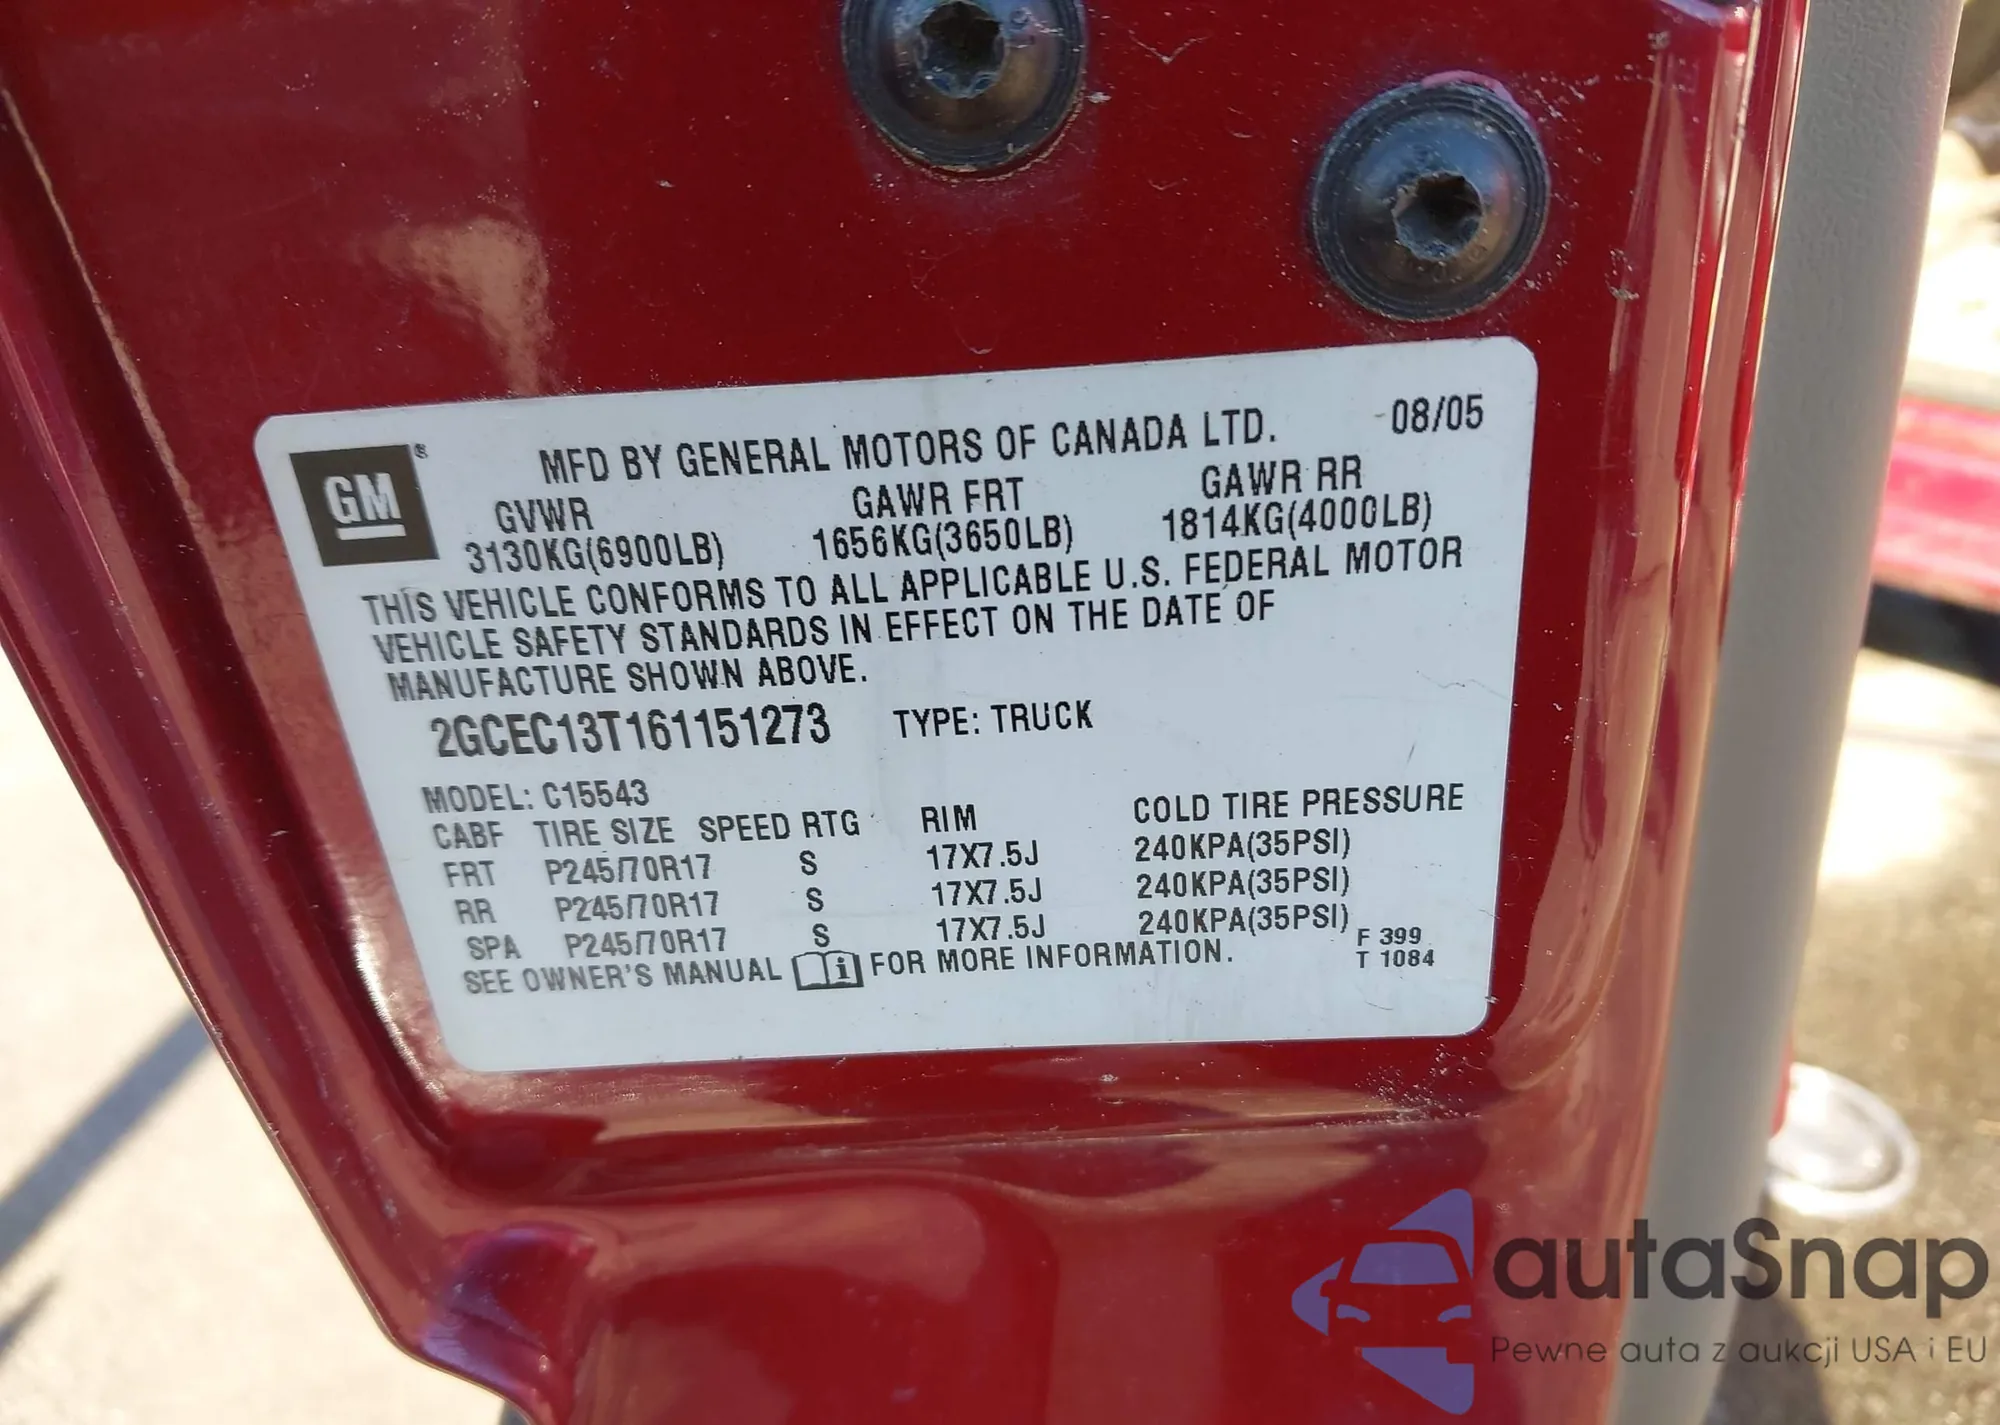 MFD BY GENERAL MOTORS OF CANADA LTD. 08/05
GM®
GVWR GAWR FRT GAWR RR
3130KG(6900LB) 1656KG(3650LB) 1814KG(4000LB)
THIS VEHICLE CONFORMS TO ALL APPLICABLE U.S. FEDERAL MOTOR
VEHICLE SAFETY STANDARDS IN EFFECT ON THE DATE OF
MANUFACTURE SHOWN ABOVE.
2GCEC13T161151273 TYPE: TRUCK
MODEL: C15543
CABF TIRE SIZE SPEED RTG RIM COLD TIRE PRESSURE
FRT P245/70R17 S 17X7.5J 240KPA(35PSI)
RR P245/70R17 S 17X7.5J 240KPA(35PSI)
SPA P245/70R17 S 17X7.5J 240KPA(35PSI)
SEE OWNER'S MANUAL i FOR MORE INFORMATION.
F 399
T 1084
autaSnap
Pewne auta z aukcji USA i EU